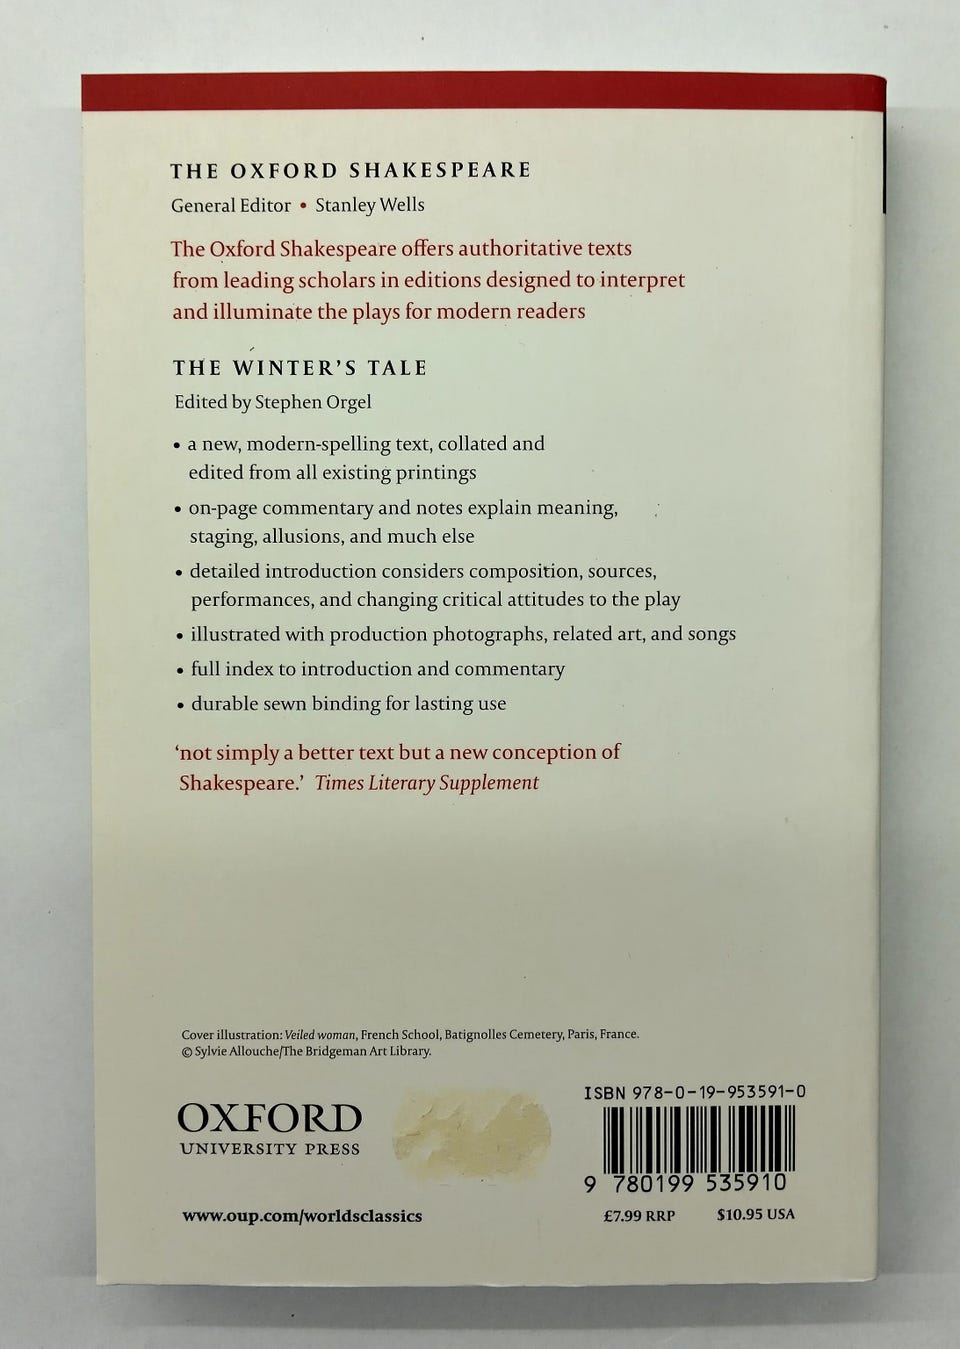 THE OXFORD SHAKESPEARE
General Editor • Stanley Wells
The Oxford Shakespeare offers authoritative texts
from leading scholars in editions designed to interpret
and illuminate the plays for modern readers
THE WINTER'S TALE
Edited by Stephen Orgel
• a new, modern-spelling text, collated and
edited from all existing printings
• on-page commentary and notes explain meaning,
staging, allusions, and much else
• detailed introduction considers composition, sources,
performances, and changing critical attitudes to the play
• illustrated with production photographs, related art, and songs
• full index to introduction and commentary
• durable sewn binding for lasting use
‘not simply a better text but a new conception of
Shakespeare.’ Times Literary Supplement
Cover illustration: Veiled woman, French School, Batignolles Cemetery, Paris, France.
© Sylvie Allouche/The Bridgeman Art Library.
OXFORD
UNIVERSITY PRESS
www.oup.com/worldsclassics
ISBN 978-0-19-953591-0
9 780199 535910
£7.99 RRP $10.95 USA